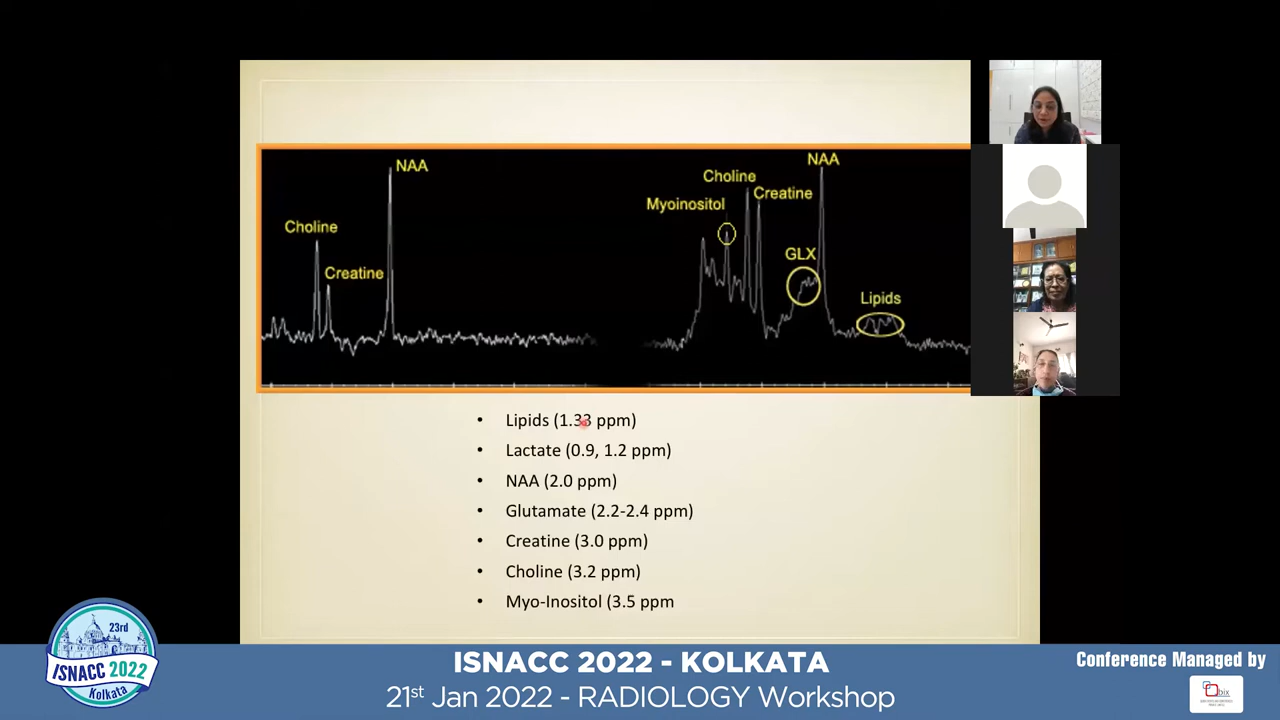 NAA
Choline
Creatine
NAA
Choline
Creatine
Myoinositol
GLX
Lipids
• Lipids (1.33 ppm)
• Lactate (0.9, 1.2 ppm)
• NAA (2.0 ppm)
• Glutamate (2.2-2.4 ppm)
• Creatine (3.0 ppm)
• Choline (3.2 ppm)
• Myo-Inositol (3.5 ppm
23rd
ISNACC 2022
Kolkata
ISNACC 2022 - KOLKATA
21st Jan 2022 - RADIOLOGY Workshop
Conference Managed by